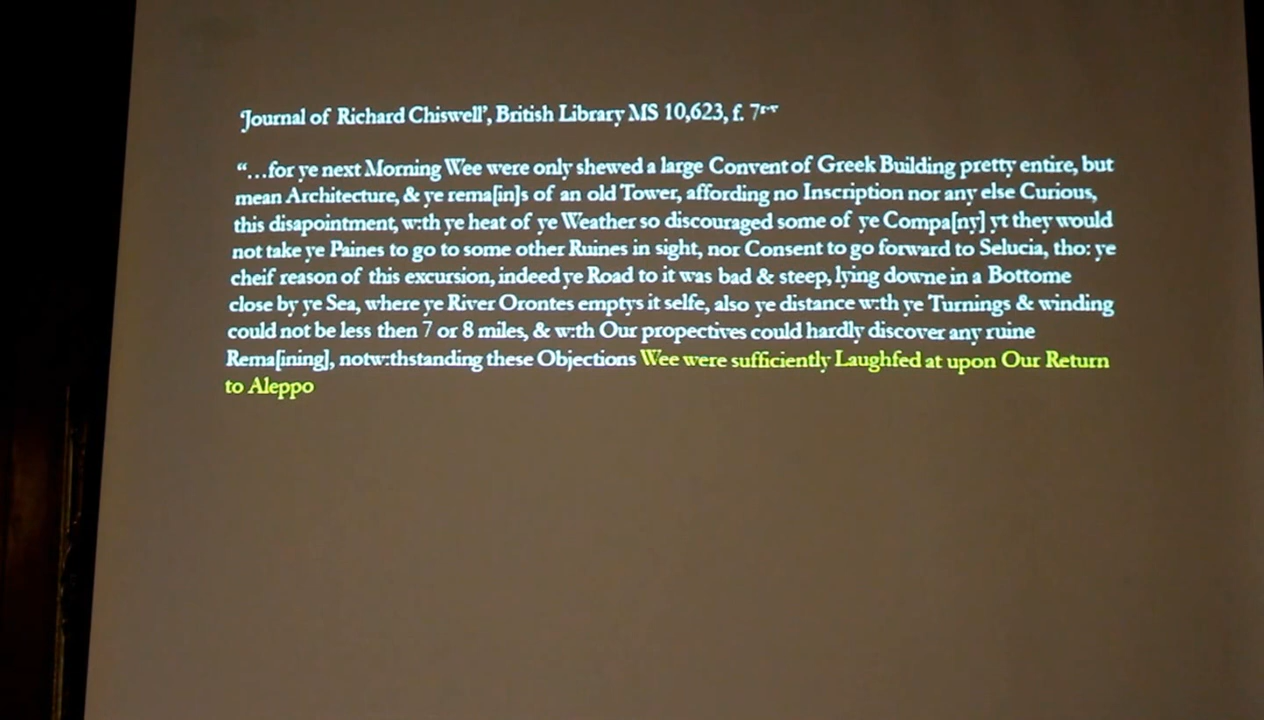 'Journal of Richard Chiswell', British Library MS 10,623, f. 7r-v
“…for ye next Morning Wee were only shewed a large Convent of Greek Building pretty entire, but
mean Architecture, & ye rema[in]s of an old Tower, affording no Inscription nor any else Curious,
this disapointment, w:th ye heat of ye Weather so discouraged some of ye Compa[ny] yt they would
not take ye Paines to go to some other Ruines in sight, nor Consent to go forward to Selucia, tho: ye
cheif reason of this excursion, indeed ye Road to it was bad & steep, lying downe in a Bottome
close by ye Sea, where ye River Orontes emptys it selfe, also ye distance w:th ye Turnings & winding
could not be less then 7 or 8 miles, & w:th Our propectives could hardly discover any ruine
Rema[ining], notw:thstanding these Objections Wee were sufficiently Laughfed at upon Our Return
to Aleppo